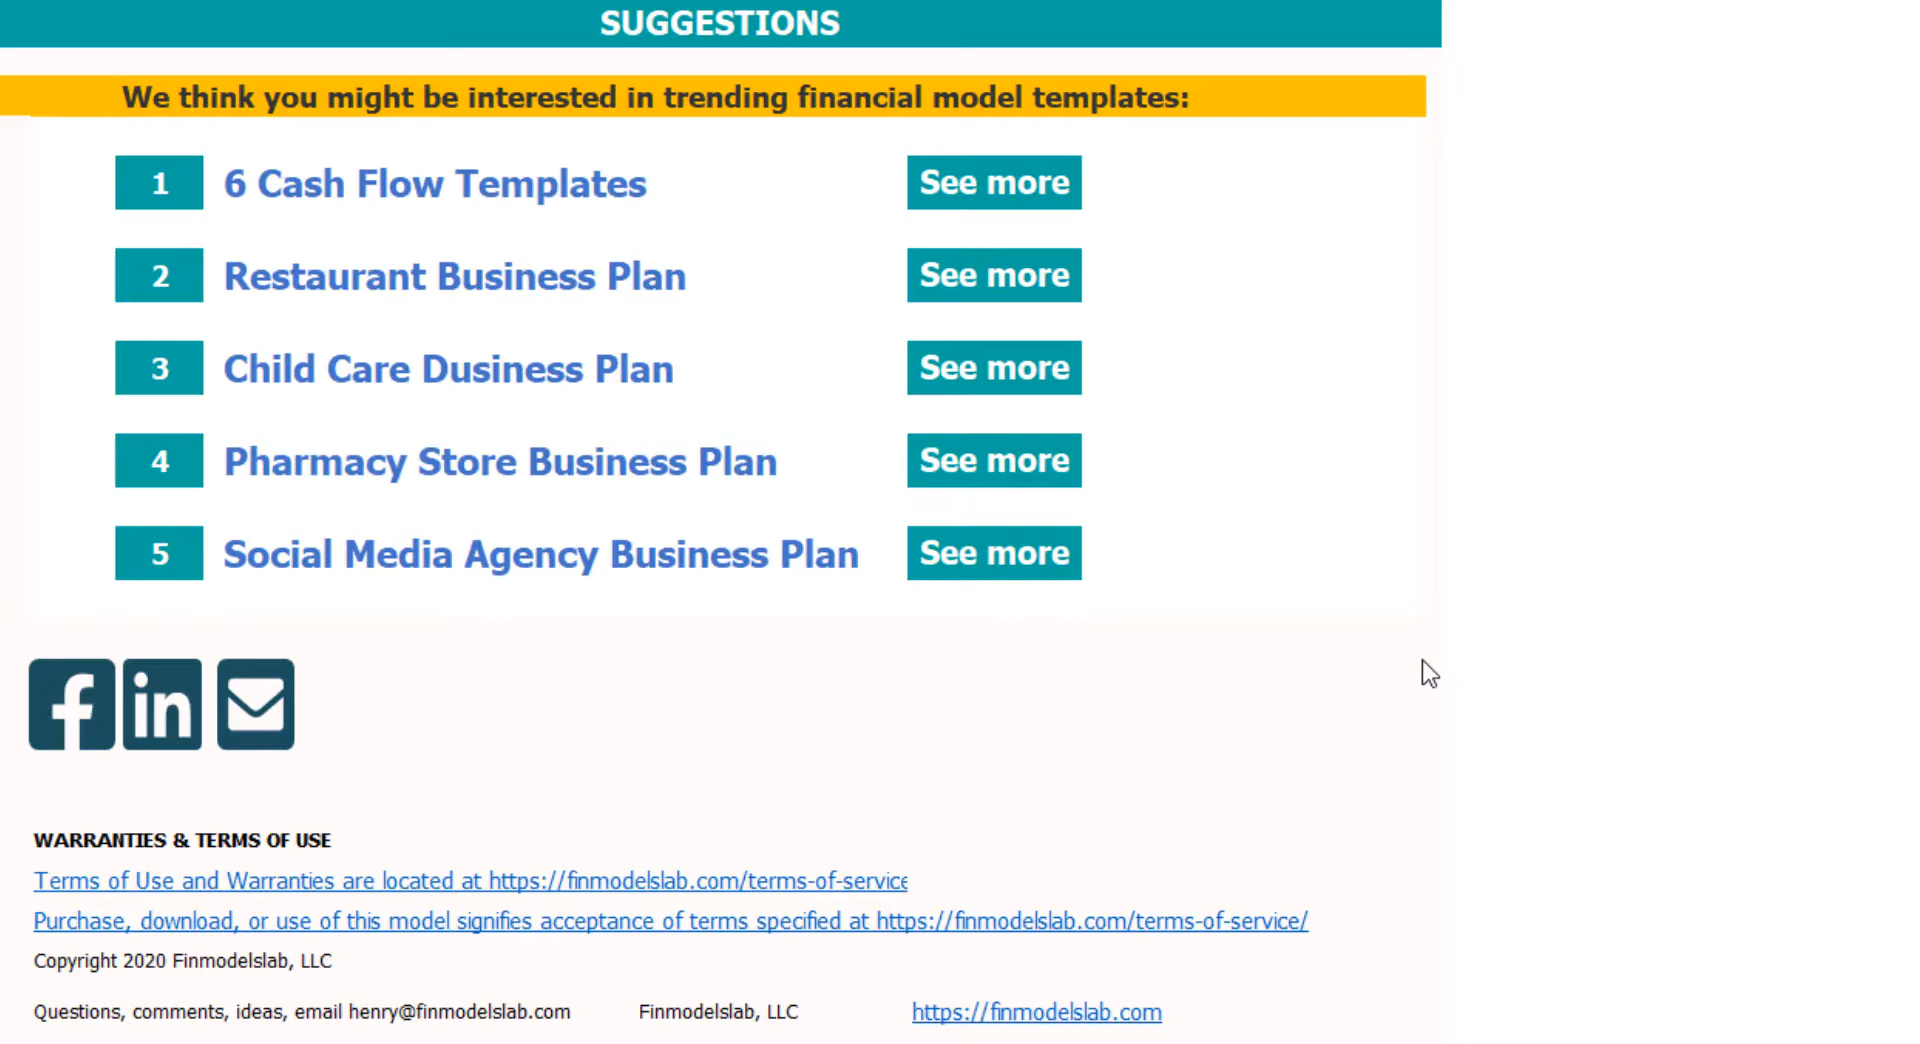 SUGGESTIONS
We think you might be interested in trending financial model templates:
1 6 Cash Flow Templates See more
2 Restaurant Business Plan See more
3 Child Care Dusiness Plan See more
4 Pharmacy Store Business Plan See more
5 Social Media Agency Business Plan See more
f in
WARRANTIES & TERMS OF USE
Terms of Use and Warranties are located at https://finmodelslab.com/terms-of-service
Purchase, download, or use of this model signifies acceptance of terms specified at https://finmodelslab.com/terms-of-service/
Copyright 2020 Finmodelslab, LLC
Questions, comments, ideas, email henry@finmodelslab.com Finmodelslab, LLC https://finmodelslab.com